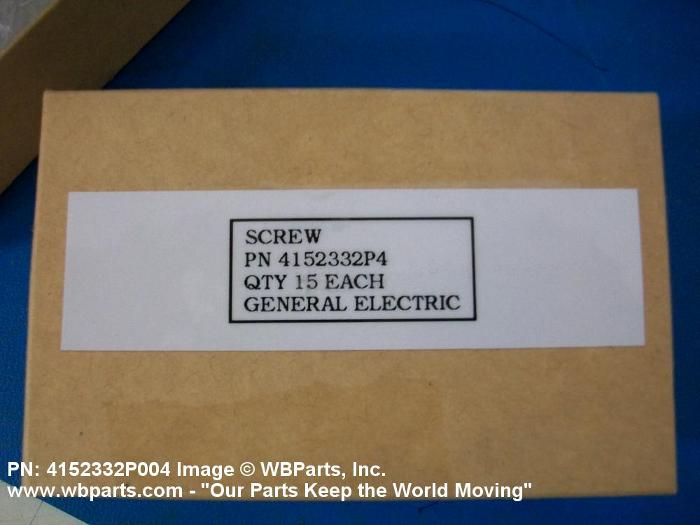 SCREW
PN 4152332P4
QTY 15 EACH
GENERAL ELECTRIC
PN: 4152332P004 Image © WBParts, Inc.
www.wbparts.com - "Our Parts Keep the World Moving"